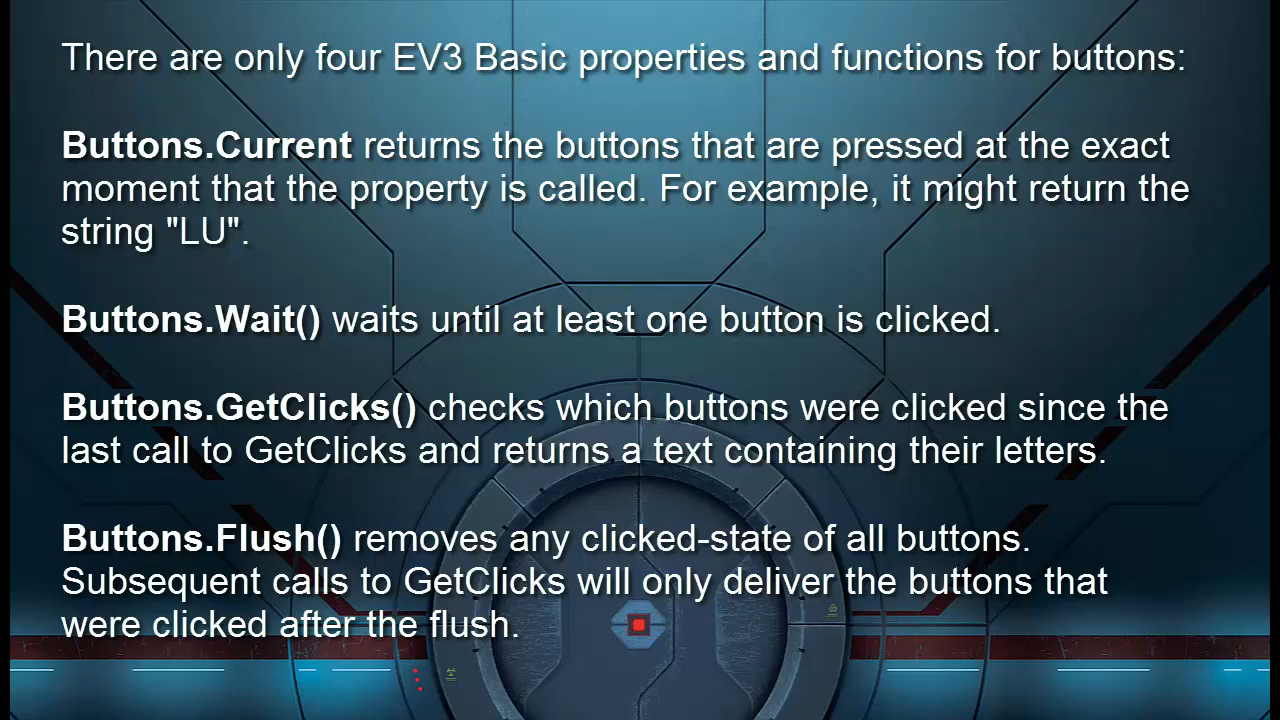 There are only four EV3 Basic properties and functions for buttons:
Buttons.Current returns the buttons that are pressed at the exact
moment that the property is called. For example, it might return the
string "LU".
Buttons.Wait() waits until at least one button is clicked.
Buttons.GetClicks() checks which buttons were clicked since the
last call to GetClicks and returns a text containing their letters.
Buttons.Flush() removes any clicked-state of all buttons.
Subsequent calls to GetClicks will only deliver the buttons that
were clicked after the flush.